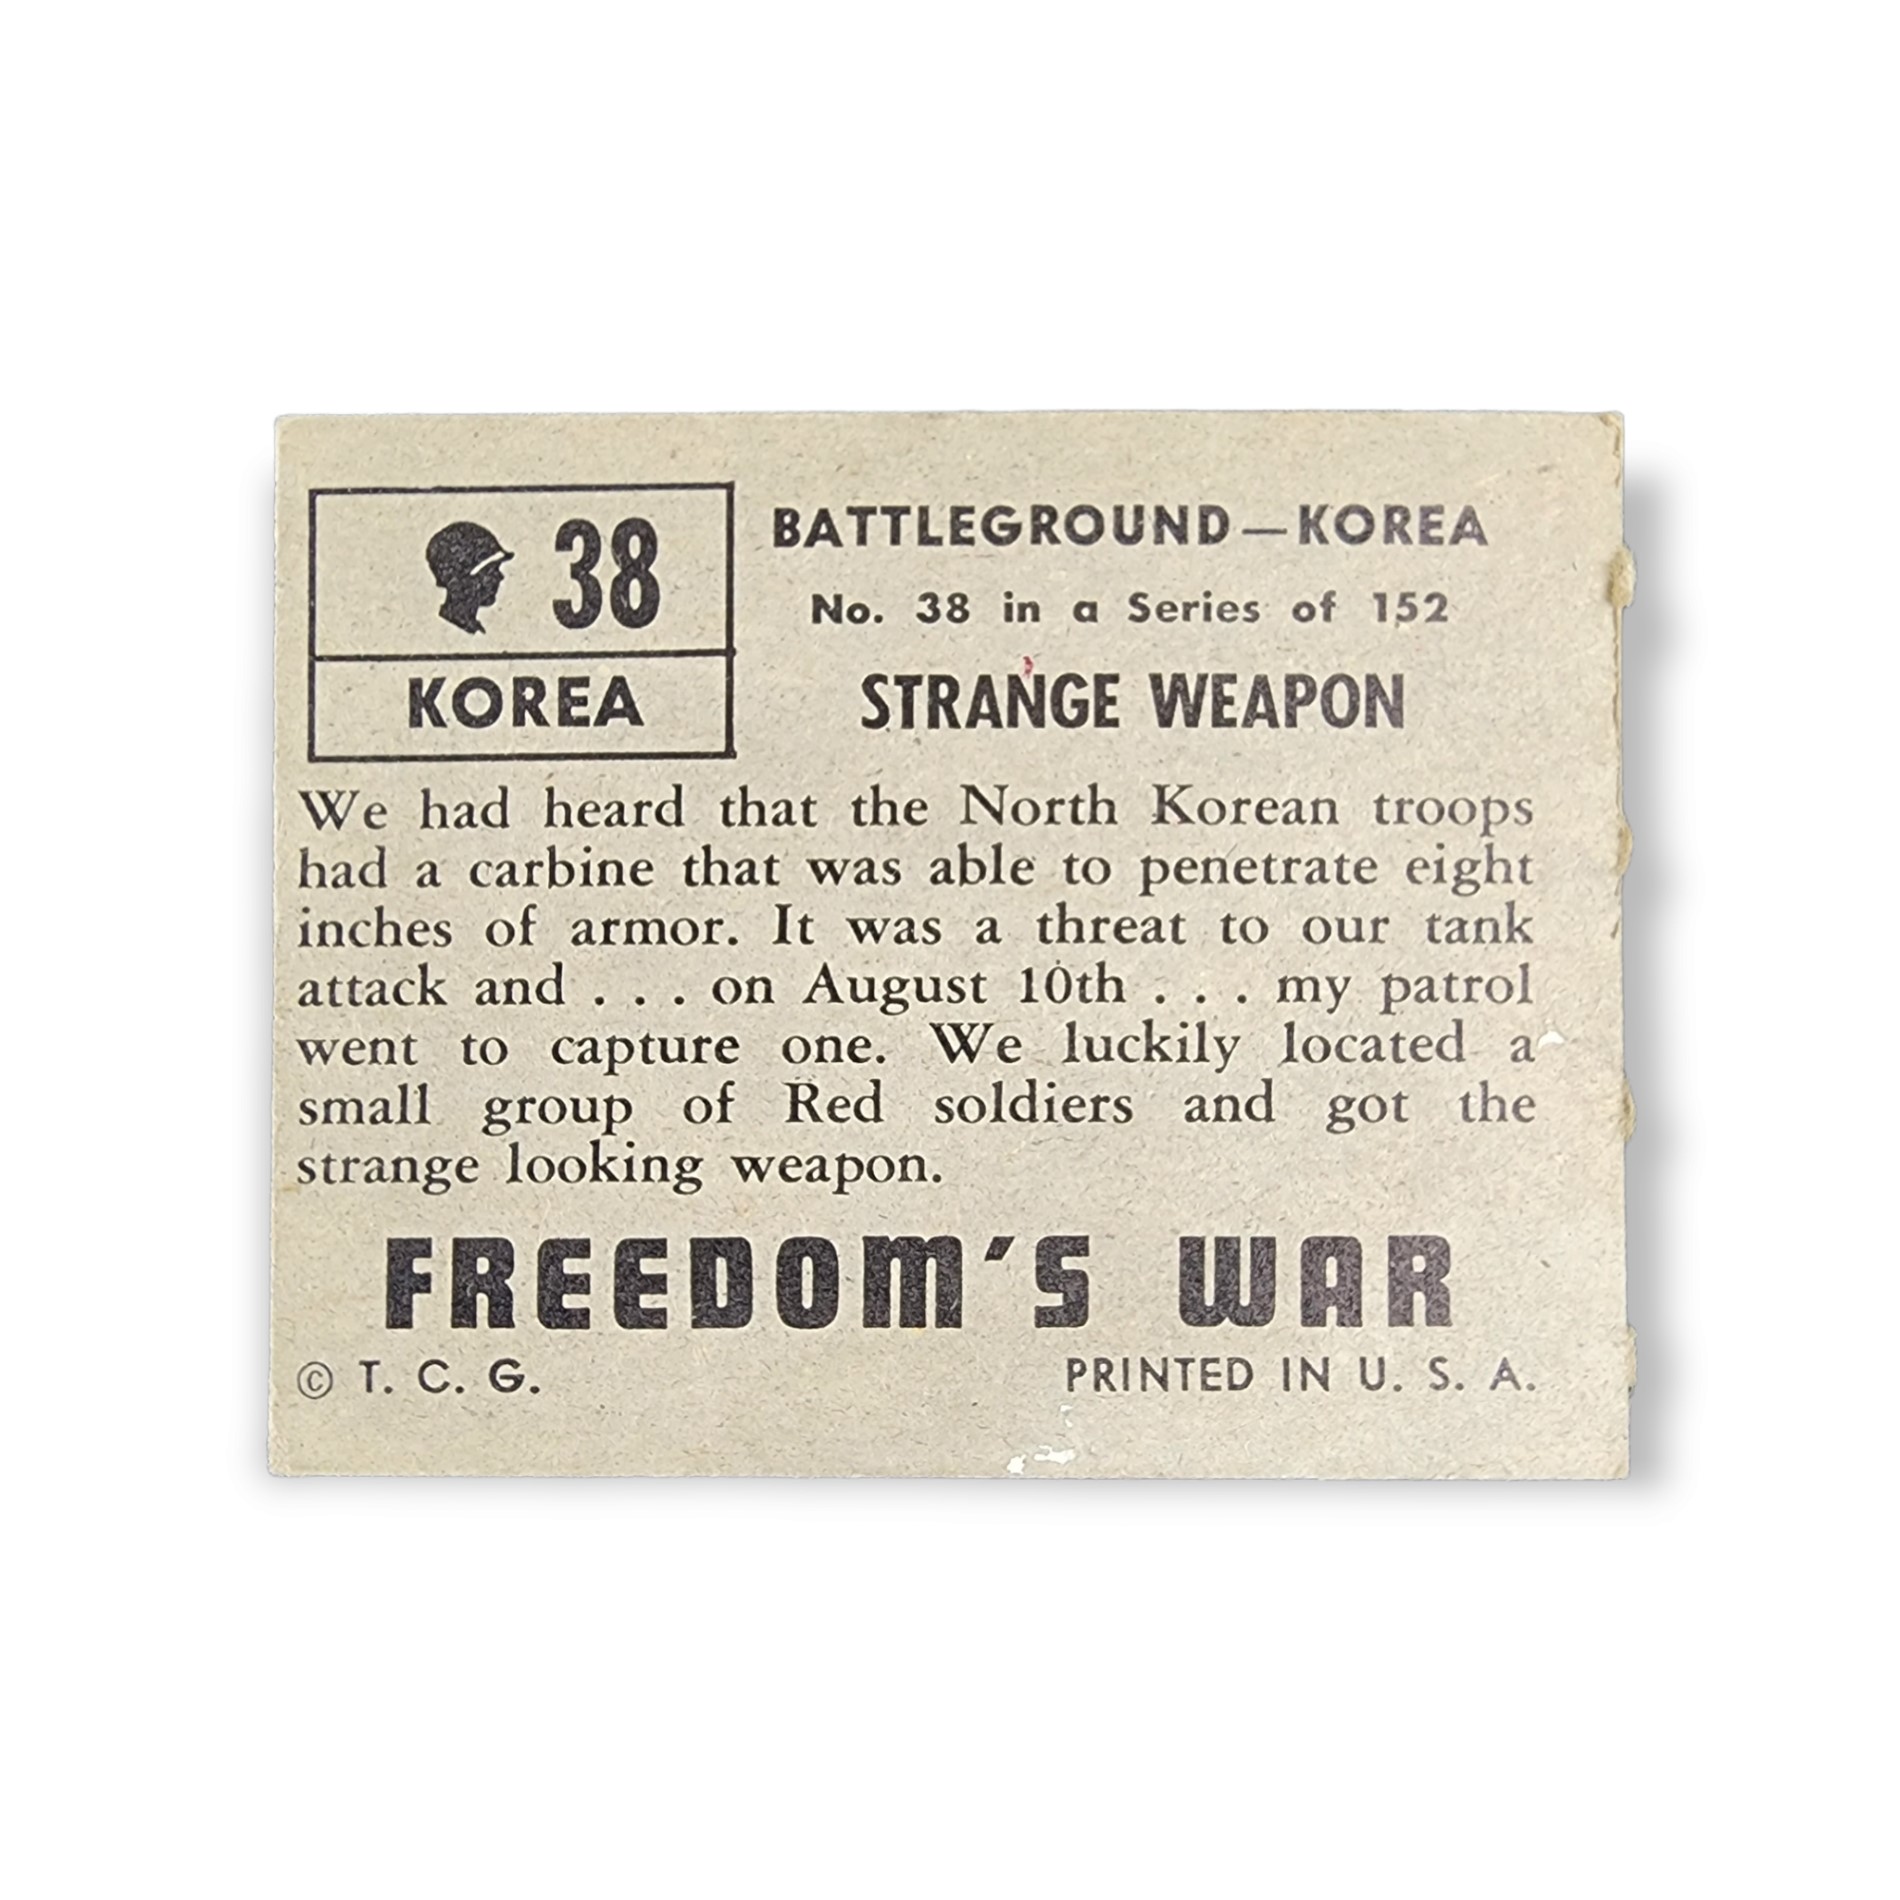 38
KOREA
BATTLEGROUND—KOREA
No. 38 in a Series of 152
STRANGE WEAPON
We had heard that the North Korean troops
had a carbine that was able to penetrate eight
inches of armor. It was a threat to our tank
attack and . . . on August 10th . . . my patrol
went to capture one. We luckily located a
small group of Red soldiers and got the
strange looking weapon.
FREEDOM'S WAR
© T. C. G.
PRINTED IN U. S. A.